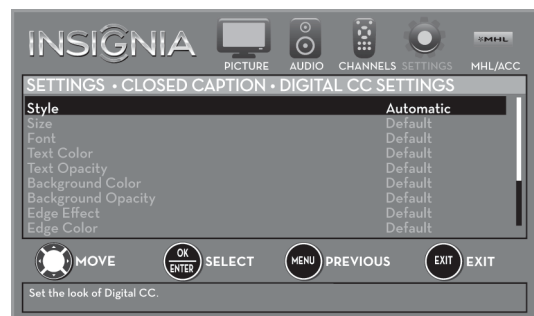 INSIGNIA
PICTURE AUDIO CHANNELS SETTINGS MHL MHL/ACC
SETTINGS • CLOSED CAPTION • DIGITAL CC SETTINGS
Style Automatic
Size Default
Font Default
Text Color Default
Text Opacity Default
Background Color Default
Background Opacity Default
Edge Effect Default
Edge Color Default
MOVE OK ENTER SELECT MENU PREVIOUS EXIT EXIT
Set the look of Digital CC.